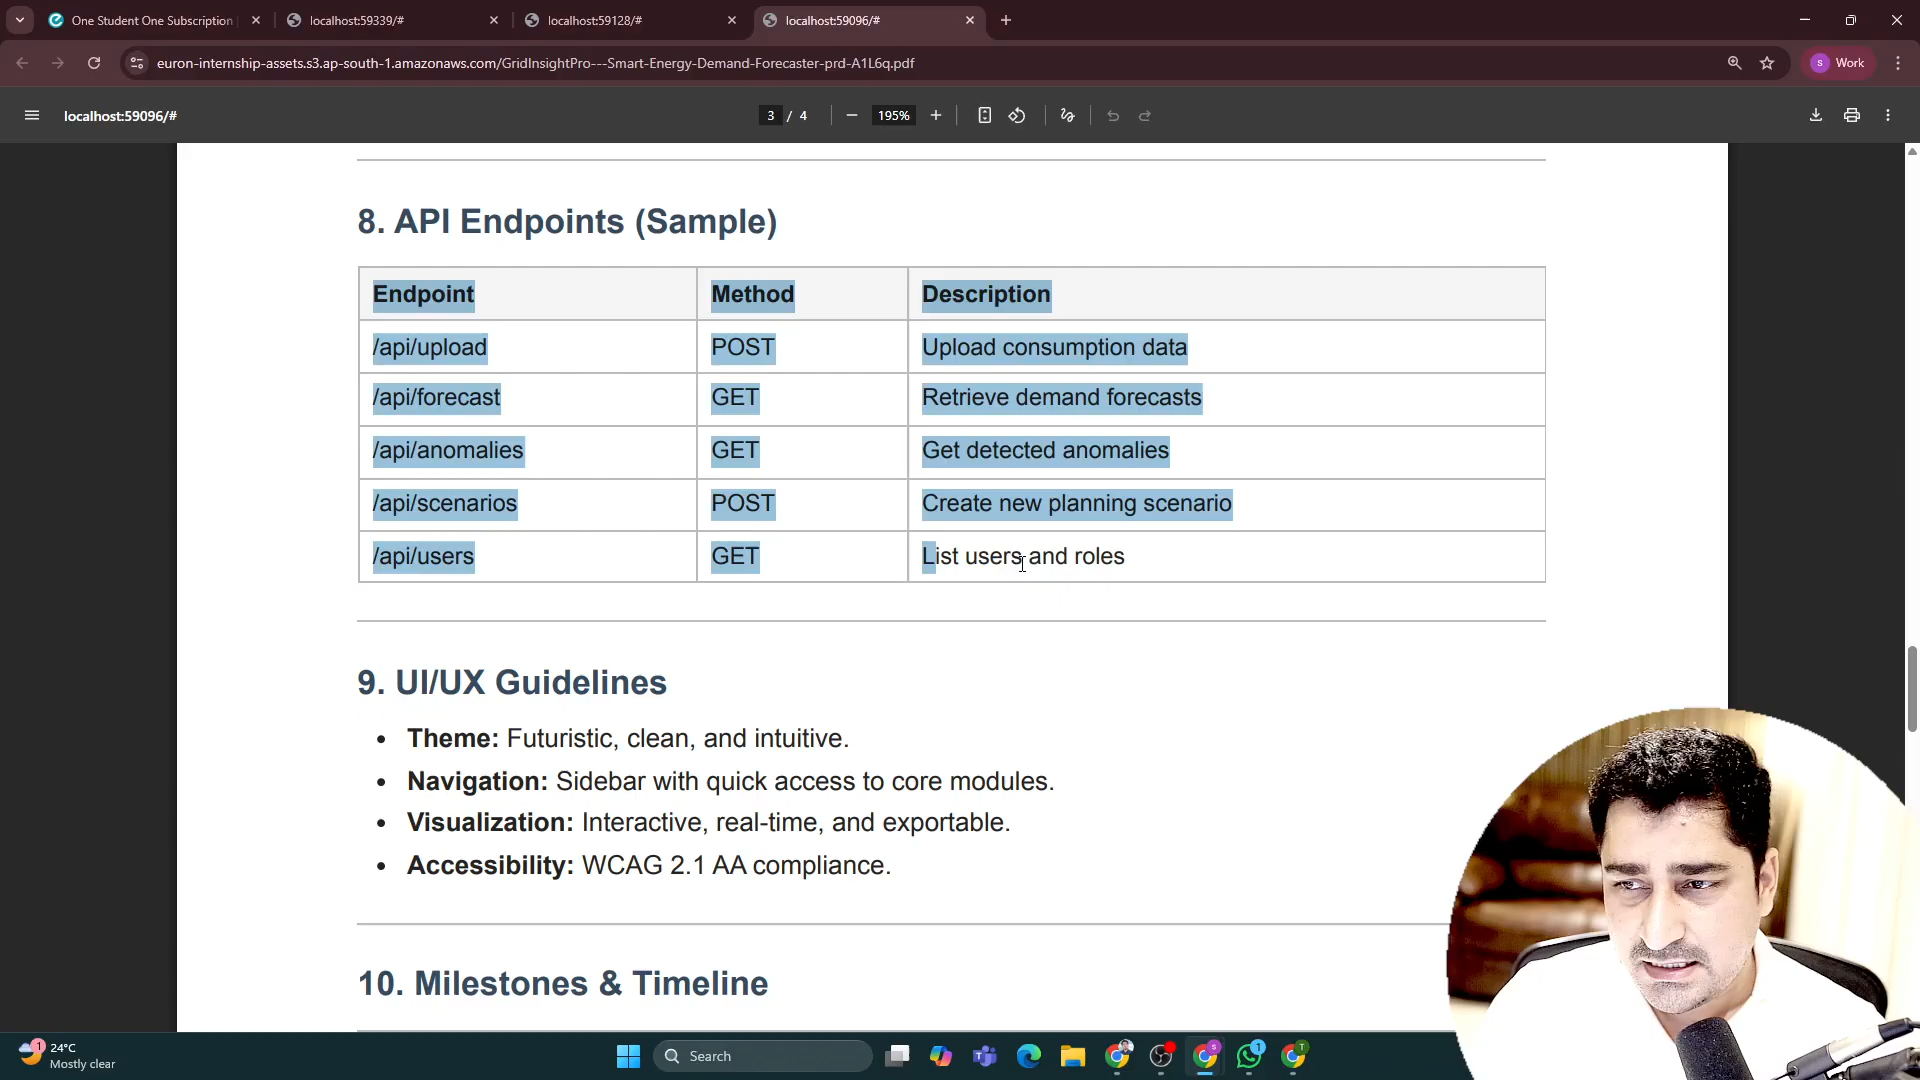 One Student One Subscription
localhost:59339/#
localhost:59128/#
localhost:59096/#
euron-internship-assets.s3.ap-south-1.amazonaws.com/GridInsightPro---Smart-Energy-Demand-Forecaster-prd-A1L6q.pdf
S Work
localhost:59096/#
3 / 4
195%
8. API Endpoints (Sample)
Endpoint Method Description
/api/upload POST Upload consumption data
/api/forecast GET Retrieve demand forecasts
/api/anomalies GET Get detected anomalies
/api/scenarios POST Create new planning scenario
/api/users GET List users and roles
9. UI/UX Guidelines
• Theme: Futuristic, clean, and intuitive.
• Navigation: Sidebar with quick access to core modules.
• Visualization: Interactive, real-time, and exportable.
• Accessibility: WCAG 2.1 AA compliance.
10. Milestones & Timeline
1
24°C
Mostly clear
Search
S
1
T